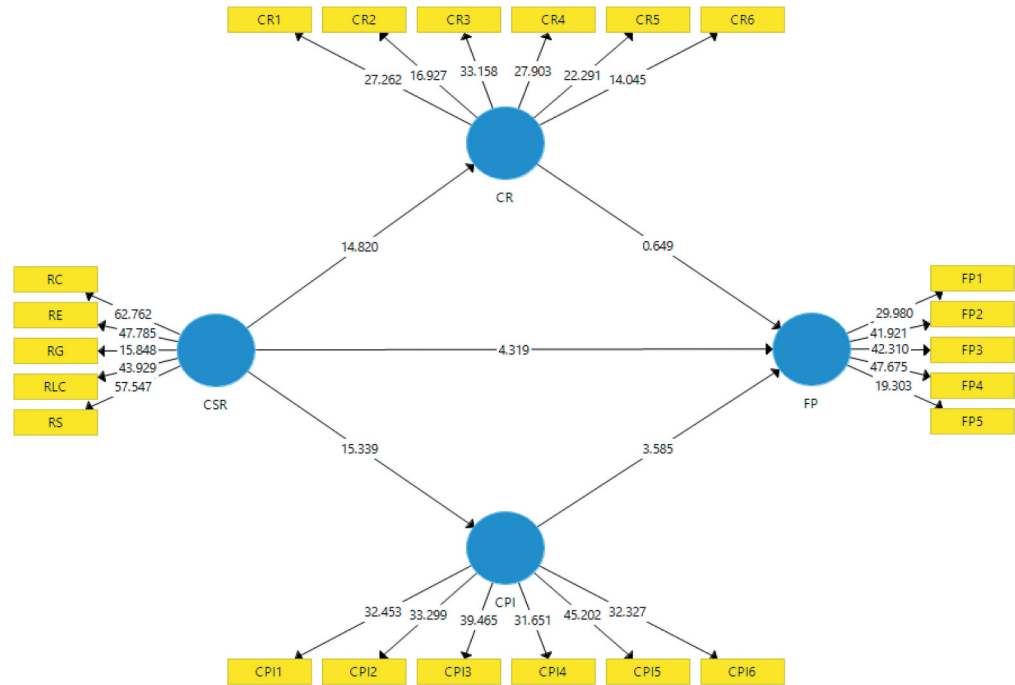 CR1 CR2 CR3 CR4 CR5 CR6
27.262 16.927 33.158 27.903 22.291 14.045
CR
14.820 0.649
RC
62.762
RE
47.785
RG
15.848
RLC
43.929
RS
57.547
CSR
4.319
FP1
29.980
FP2
41.921
FP3
42.310
FP4
47.675
FP5
19.303
FP
15.339 3.585
CPI
32.453 33.299 39.465 31.651 45.202 32.327
CPI1 CPI2 CPI3 CPI4 CPI5 CPI6